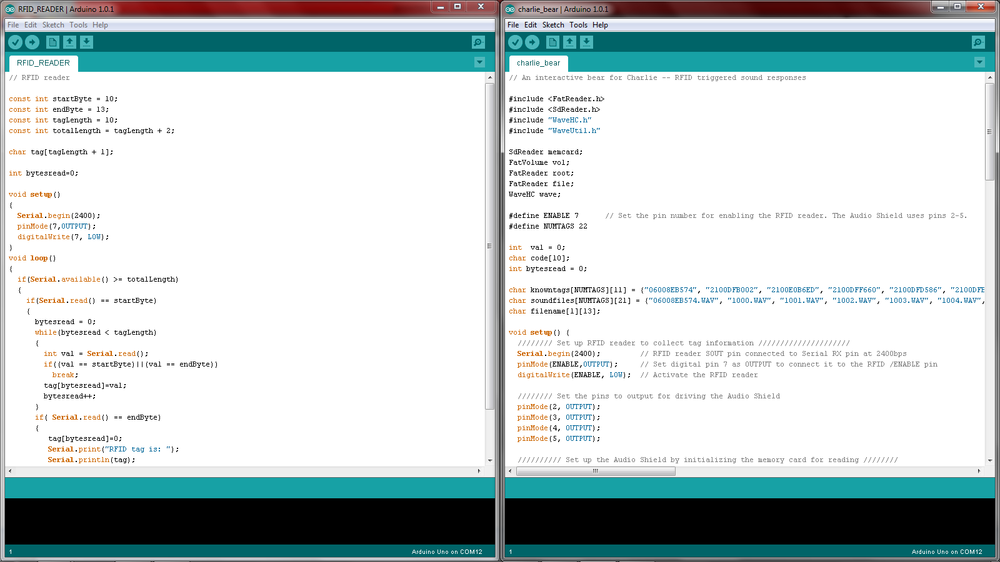 RFID_READER | Arduino 1.0.1
File Edit Sketch Tools Help
RFID_READER
// RFID reader
const int startByte = 10;
const int endByte = 13;
const int tagLength = 10;
const int totalLength = tagLength + 2;
char tag[tagLength + 1];
int bytesread=0;
void setup()
{
Serial.begin(2400);
pinMode(7,OUTPUT);
digitalWrite(7, LOW);
}
void loop()
{
if(Serial.available() >= totalLength)
{
if(Serial.read() == startByte)
{
bytesread = 0;
while(bytesread < tagLength)
{
int val = Serial.read();
if((val == startByte)||(val == endByte))
break;
tag[bytesread]=val;
bytesread++;
}
if( Serial.read() == endByte)
{
tag[bytesread]=0;
Serial.print("RFID tag is: ");
Serial.println(tag);
1
Arduino Uno on COM12
charlie_bear | Arduino 1.0.1
File Edit Sketch Tools Help
charlie_bear
// An interactive bear for Charlie -- RFID triggered sound responses
#include <FatReader.h>
#include <SdReader.h>
#include "WaveHC.h"
#include "WaveUtil.h"
SdReader memcard;
FatVolume vol;
FatReader root;
FatReader file;
WaveHC wave;
#define ENABLE 7 // Set the pin number for enabling the RFID reader. The Audio Shield uses pins 2-5.
#define NUMTAGS 22
int val = 0;
char code[10];
int bytesread = 0;
char knowntags[NUMTAGS][11] = {"06008EB574", "2100DFB002", "2100E0B6ED", "2100DFF660", "2100DFD586", "2100DFE
char soundfiles[NUMTAGS][21] = {"06008EB574.WAV", "1000.WAV", "1001.WAV", "1002.WAV", "1003.WAV", "1004.WAV",
char filename[1][13];
void setup() {
//////// Set up RFID reader to collect tag information /////////////////////
Serial.begin(2400); // RFID reader SOUT pin connected to Serial RX pin at 2400bps
pinMode(ENABLE,OUTPUT); // Set digital pin 7 as OUTPUT to connect it to the RFID /ENABLE pin
digitalWrite(ENABLE, LOW); // Activate the RFID reader
//////// Set the pins to output for driving the Audio Shield
pinMode(2, OUTPUT);
pinMode(3, OUTPUT);
pinMode(4, OUTPUT);
pinMode(5, OUTPUT);
////////// Set up the Audio Shield by initializing the memory card for reading ////////
1
Arduino Uno on COM12